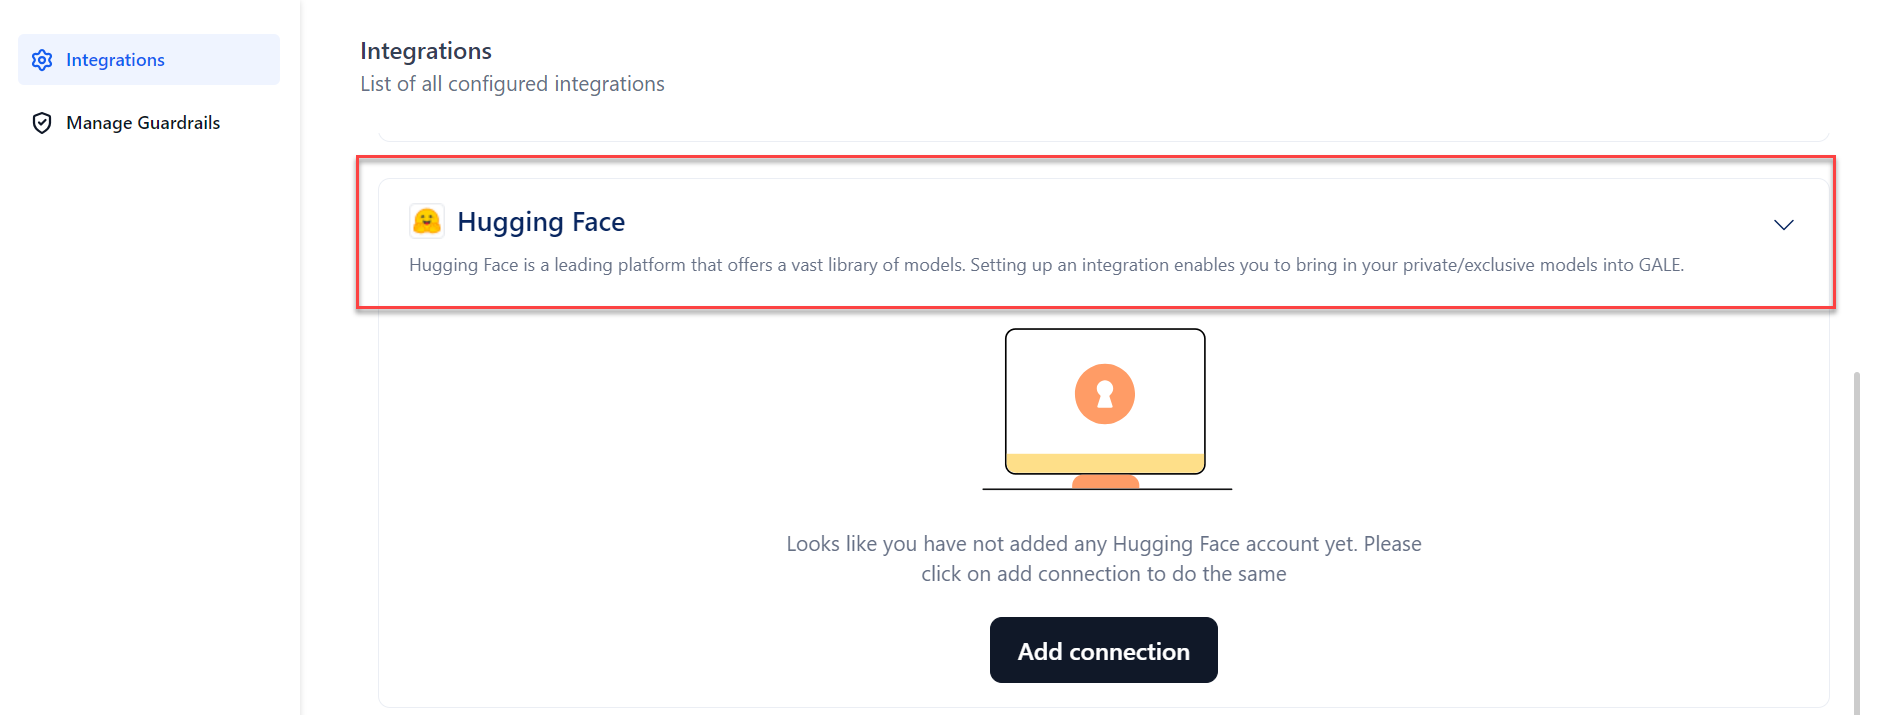 Integrations
Manage Guardrails
Integrations
List of all configured integrations
Hugging Face
Hugging Face is a leading platform that offers a vast library of models. Setting up an integration enables you to bring in your private/exclusive models into GALE.
Looks like you have not added any Hugging Face account yet. Please
click on add connection to do the same
Add connection